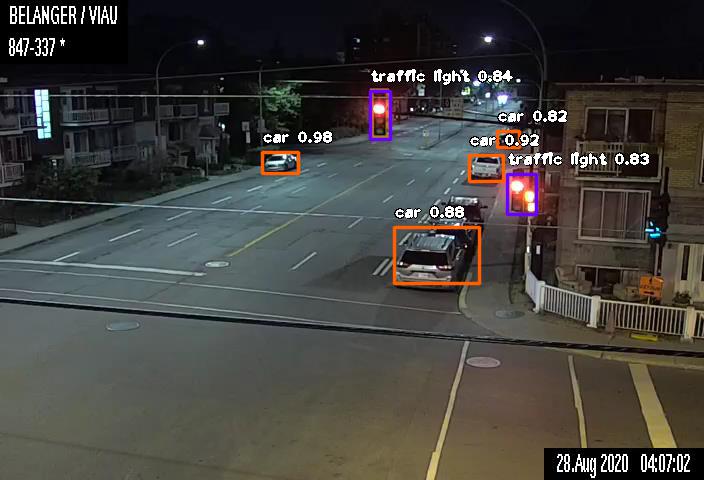 BELANGER / VIAU
847-337 *
traffic light 0.84
car 0.82
car 0.98
car 0.92
traffic light 0.83
car 0.88
28.Aug 2020 04:07:02